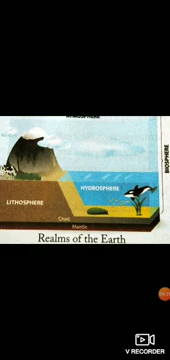 ATMOSPHERE
BIOSPHERE
HYDROSPHERE
LITHOSPHERE
Crust
Mantle
Realms of the Earth
V RECORDER